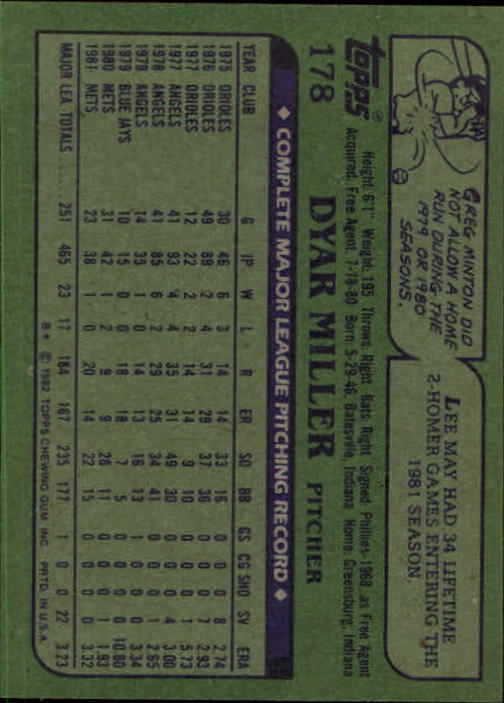 GREG MINTON DID
NOT ALLOW A HOME
RUN DURING THE
1979 OR 1980
SEASONS.
LEE MAY HAD 34 LIFETIME
2-HOMER GAMES ENTERING THE
1981 SEASON
topps®
178 DYAR MILLER PITCHER
Height: 6'1" Weight: 195 Throws: Right Bats: Right Signed: Phillies-1968, as Free Agent
Acquired: Free Agent, 7-14-80 Born: 5-29-46, Batesville, Indiana Home: Greensburg, Indiana
◆ COMPLETE MAJOR LEAGUE PITCHING RECORD ◆
YEAR CLUB G IP W L R ER SO BB GS CG SHO SV ERA
1975 ORIOLES 30 46 6 3 14 14 33 16 0 0 0 8 2.74
1976 ORIOLES 49 89 2 4 31 29 37 36 0 0 0 7 2.93
1977 ORIOLES 12 22 2 2 14 14 9 10 0 0 0 1 5.73
1977 ANGELS 41 93 4 4 35 31 49 30 0 0 0 4 3.00
1978 ANGELS 41 85 6 2 29 25 34 41 0 0 0 1 2.65
1979 ANGELS 14 35 1 0 14 13 16 13 1 0 0 0 3.34
1979 BLUE JAYS 10 15 0 0 18 18 7 5 0 0 0 0 10.80
1980 METS 31 42 1 2 9 9 28 11 0 0 0 1 1.93
1981 METS 23 38 1 0 20 14 22 15 0 0 0 0 3.32
MAJOR LEA. TOTALS 251 465 23 17 184 167 235 177 1 0 0 22 3.23
B* © 1982 TOPPS CHEWING GUM, INC. PRTD. IN U.S.A.